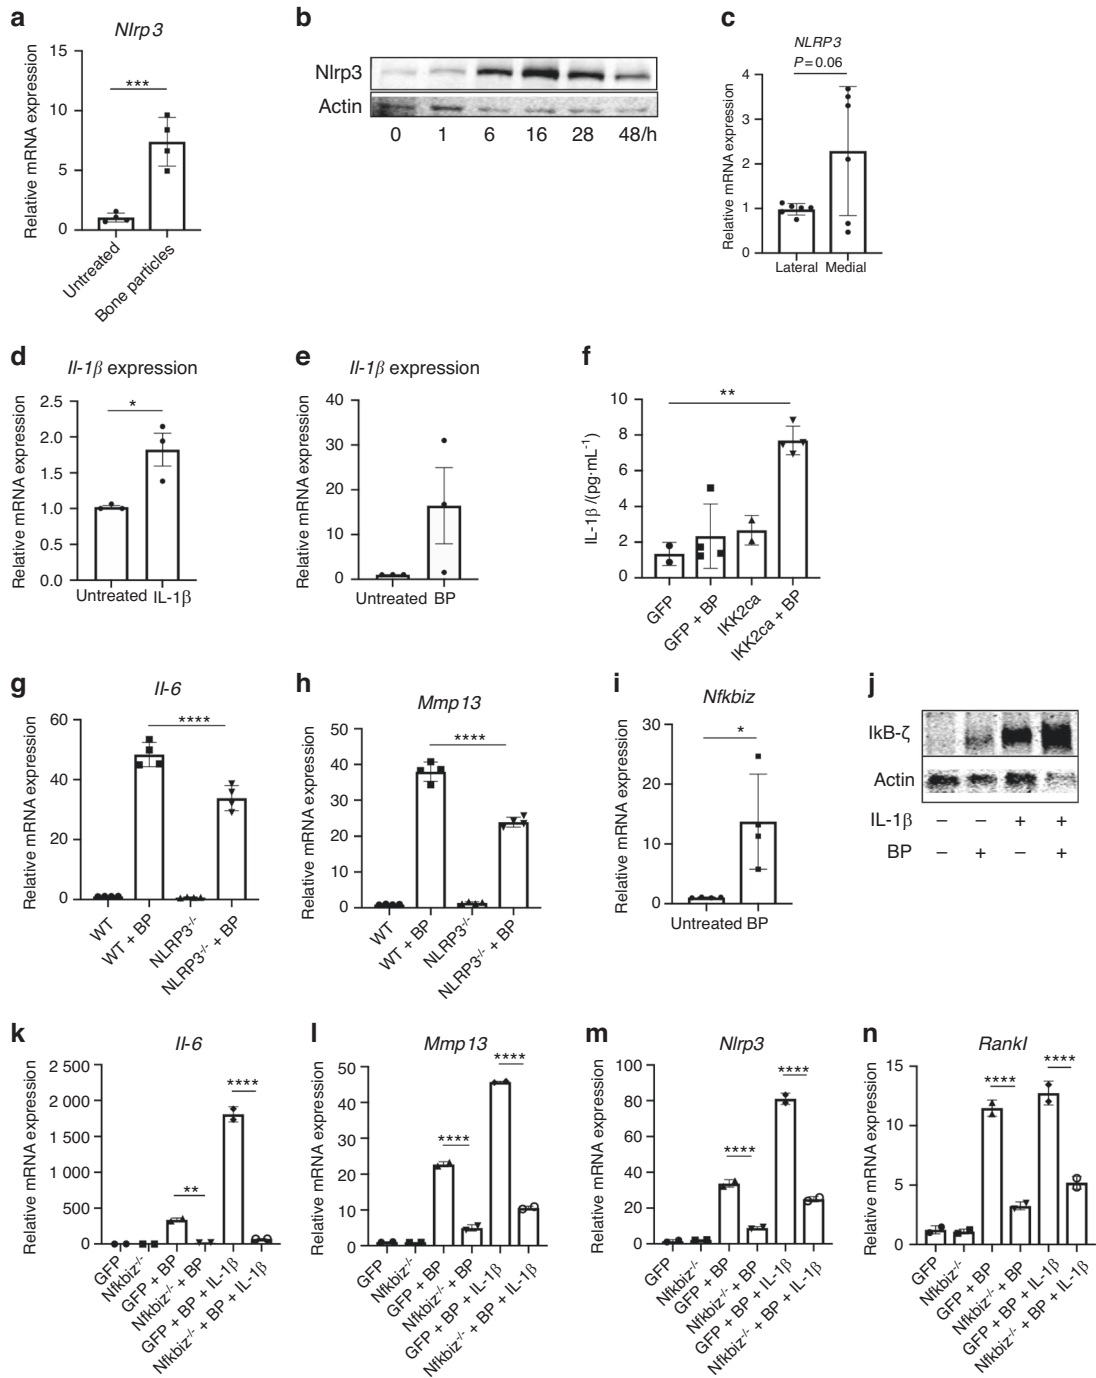 a
Nlrp3
Relative mRNA expression
15
10
5
0
***
Untreated
Bone particles
b
Nlrp3
Actin
0 1 6 16 28 48/h
c
NLRP3
P = 0.06
Relative mRNA expression
4
3
2
1
0
Lateral Medial
d
Il-1β expression
Relative mRNA expression
2.5
2.0
1.5
1.0
0.5
0.0
*
Untreated IL-1β
e
Il-1β expression
Relative mRNA expression
40
30
20
10
0
Untreated BP
f
IL-1β /(pg·mL⁻¹)
10
8
6
4
2
0
**
GFP
GFP + BP
IKK2ca
IKK2ca + BP
g
Il-6
Relative mRNA expression
60
40
20
0
****
WT
WT + BP
NLRP3⁻/⁻
NLRP3⁻/⁻ + BP
h
Mmp13
Relative mRNA expression
50
40
30
20
10
0
****
WT
WT + BP
NLRP3⁻/⁻
NLRP3⁻/⁻ + BP
i
Nfkbiz
Relative mRNA expression
30
20
10
0
*
Untreated BP
j
IkB-ζ
Actin
IL-1β – – + +
BP – + – +
k
Il-6
Relative mRNA expression
2 500
2 000
1 500
1 000
500
0
**
****
GFP
Nfkbiz⁻/⁻
GFP + BP
Nfkbiz⁻/⁻ + BP
GFP + BP + IL-1β
Nfkbiz⁻/⁻ + BP + IL-1β
l
Mmp13
Relative mRNA expression
50
40
30
20
10
0
****
****
GFP
Nfkbiz⁻/⁻
GFP + BP
Nfkbiz⁻/⁻ + BP
GFP + BP + IL-1β
Nfkbiz⁻/⁻ + BP + IL-1β
m
Nlrp3
Relative mRNA expression
100
80
60
40
20
0
****
****
GFP
Nfkbiz⁻/⁻
GFP + BP
Nfkbiz⁻/⁻ + BP
GFP + BP + IL-1β
Nfkbiz⁻/⁻ + BP + IL-1β
n
Rankl
Relative mRNA expression
15
10
5
0
****
****
GFP
Nfkbiz⁻/⁻
GFP + BP
Nfkbiz⁻/⁻ + BP
GFP + BP + IL-1β
Nfkbiz⁻/⁻ + BP + IL-1β